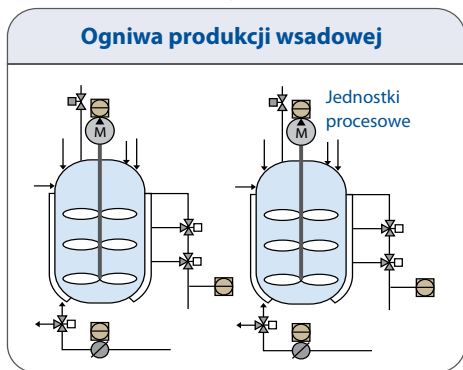 Ogniwa produkcji wsadowej
Jednostki
procesowe
M
M